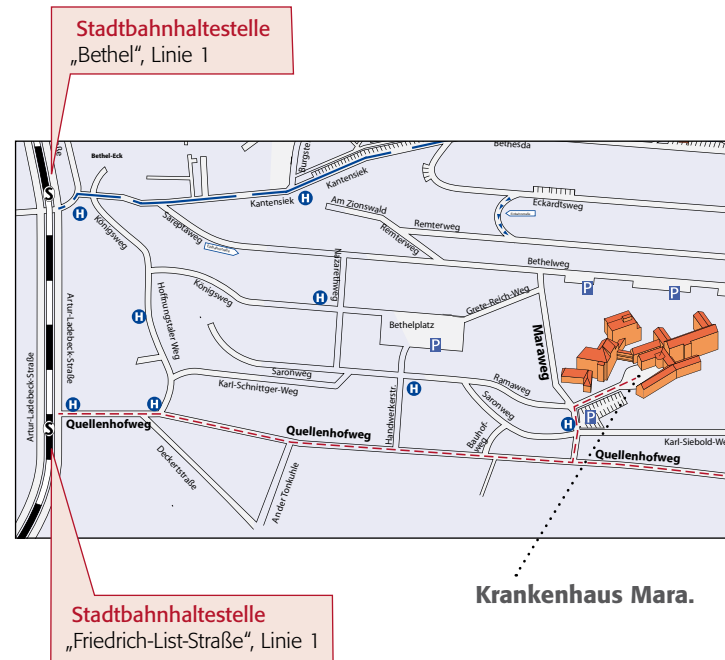 Stadtbahnhaltestelle
„Bethel“, Linie 1
Bethel-Eck
Burgste
Bethesda
Kantensiek
Kantensiek
H
H
S
Am Zionswald
Eckardtsweg
Remterweg
Remterweg
Königsweg
Sareptaweg
Nazarethweg
Bethelweg
Königsweg
Hoffnungstaler Weg
H
H
P
P
Grete-Reich-Weg
Bethelplatz
P
Maraweg
Artur-Ladebeck-Straße
Artur-Ladebeck-Straße
Saronweg
Karl-Schnittger-Weg
Ramaweg
Saronweg
Handwerkerstr.
H
H
H
H
P
S
Quellenhofweg
Quellenhofweg
Bauhof-
weg
Karl-Siebold-We
Quellenhofweg
Deckertstraße
An der Tonkuhle
Krankenhaus Mara.
Stadtbahnhaltestelle
„Friedrich-List-Straße“, Linie 1